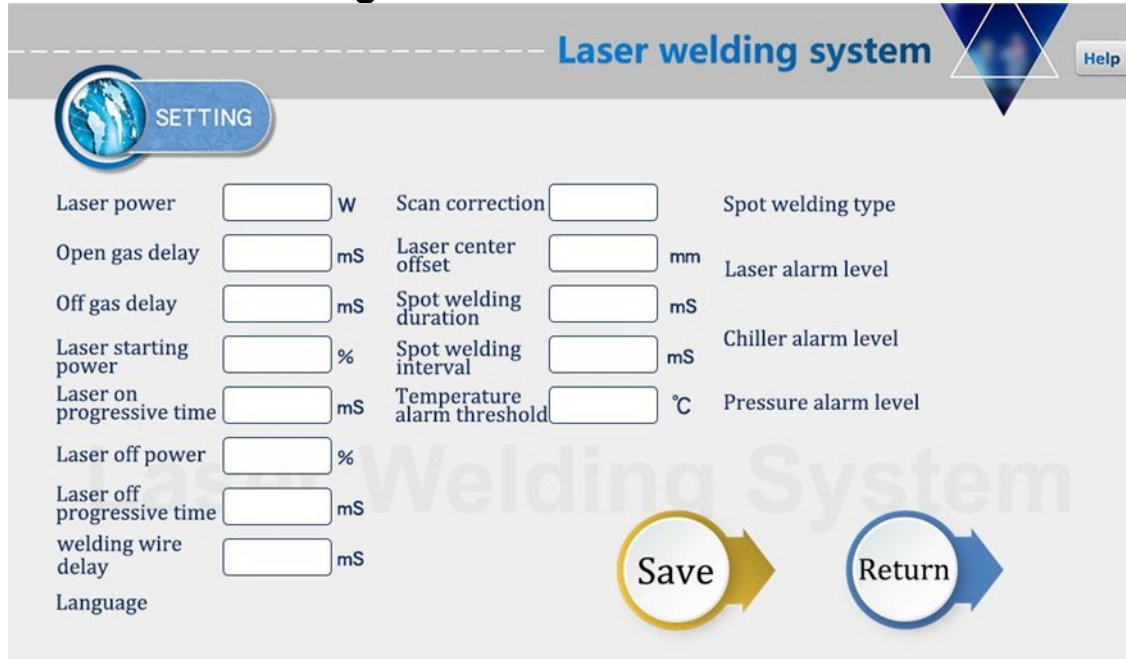 Laser welding system
Help
SETTING
Laser power W
Open gas delay mS
Off gas delay mS
Laser starting
power %
Laser on
progressive time mS
Laser off power %
Laser off
progressive time mS
welding wire
delay mS
Language
Scan correction
Laser center
offset mm
Spot welding
duration mS
Spot welding
interval mS
Temperature
alarm threshold ℃
Spot welding type
Laser alarm level
Chiller alarm level
Pressure alarm level
Laser Welding System
Save
Return